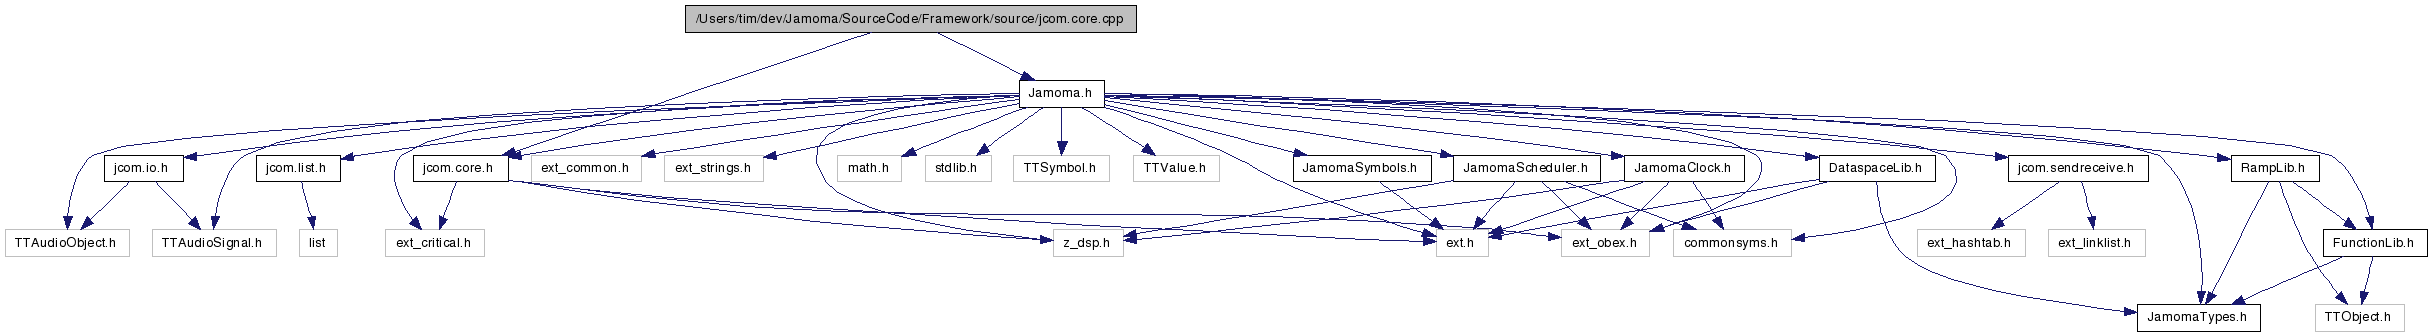 /Users/tim/dev/Jamoma/SourceCode/Framework/source/jcom.core.cpp
Jamoma.h
jcom.io.h
jcom.list.h
jcom.core.h
ext_common.h
ext_strings.h
math.h
stdlib.h
TTSymbol.h
TTValue.h
JamomaSymbols.h
JamomaScheduler.h
JamomaClock.h
DataspaceLib.h
jcom.sendreceive.h
RampLib.h
TTAudioObject.h
TTAudioSignal.h
list
ext_critical.h
z_dsp.h
ext.h
ext_obex.h
commonsyms.h
ext_hashtab.h
ext_linklist.h
FunctionLib.h
JamomaTypes.h
TTObject.h